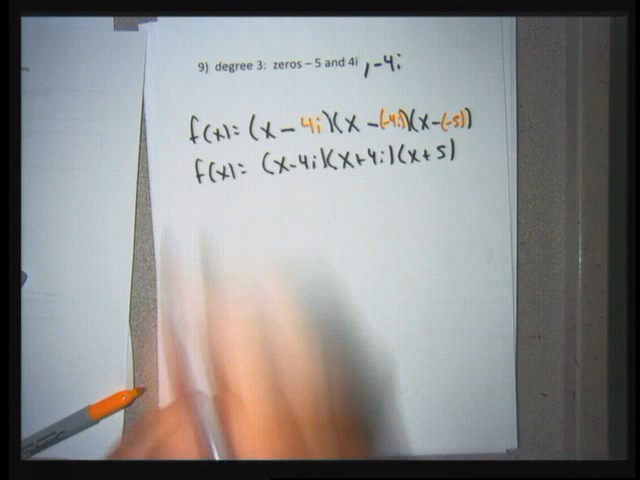 9) degree 3: zeros – 5 and 4i , -4i
f(x)= (x - 4i)(x -(-4i)(x-(-5))
f(x)= (x-4i)(x+4i)(x+5)